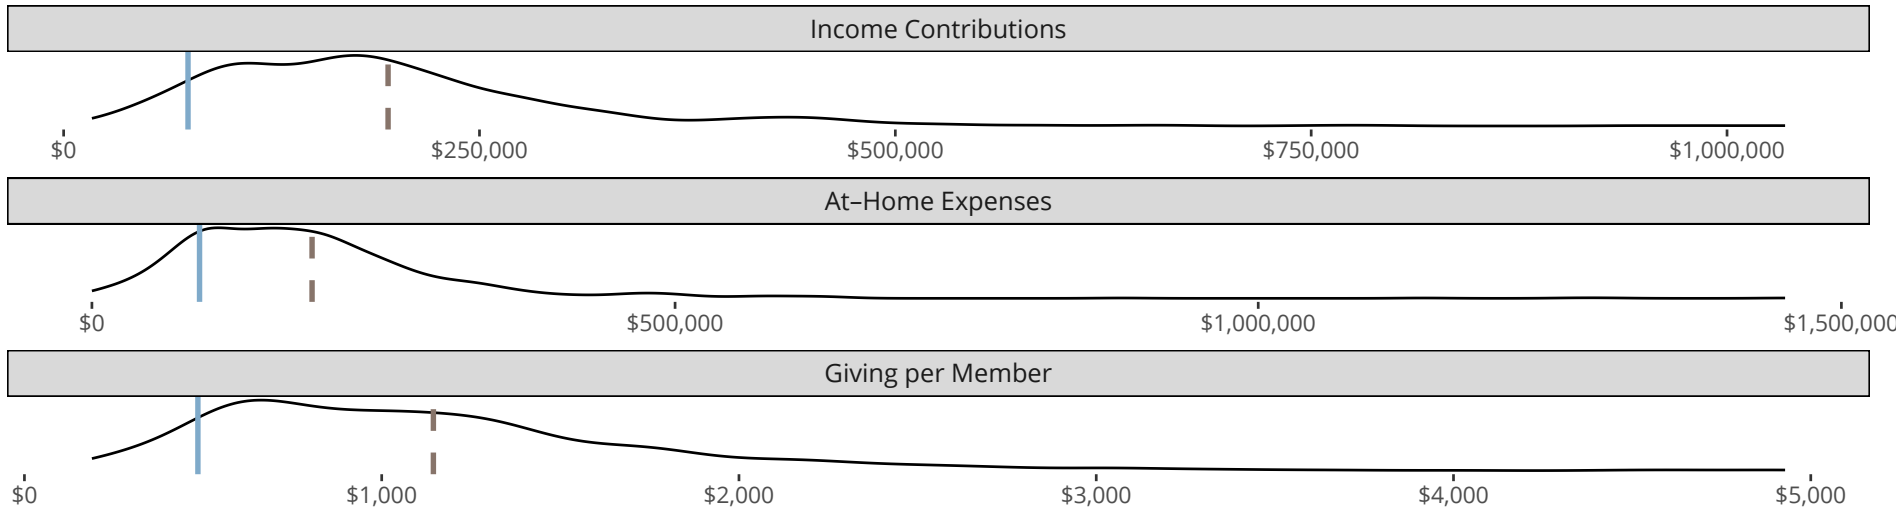 Income Contributions
$0 $250,000 $500,000 $750,000 $1,000,000
At–Home Expenses
$0 $500,000 $1,000,000 $1,500,000
Giving per Member
$0 $1,000 $2,000 $3,000 $4,000 $5,000